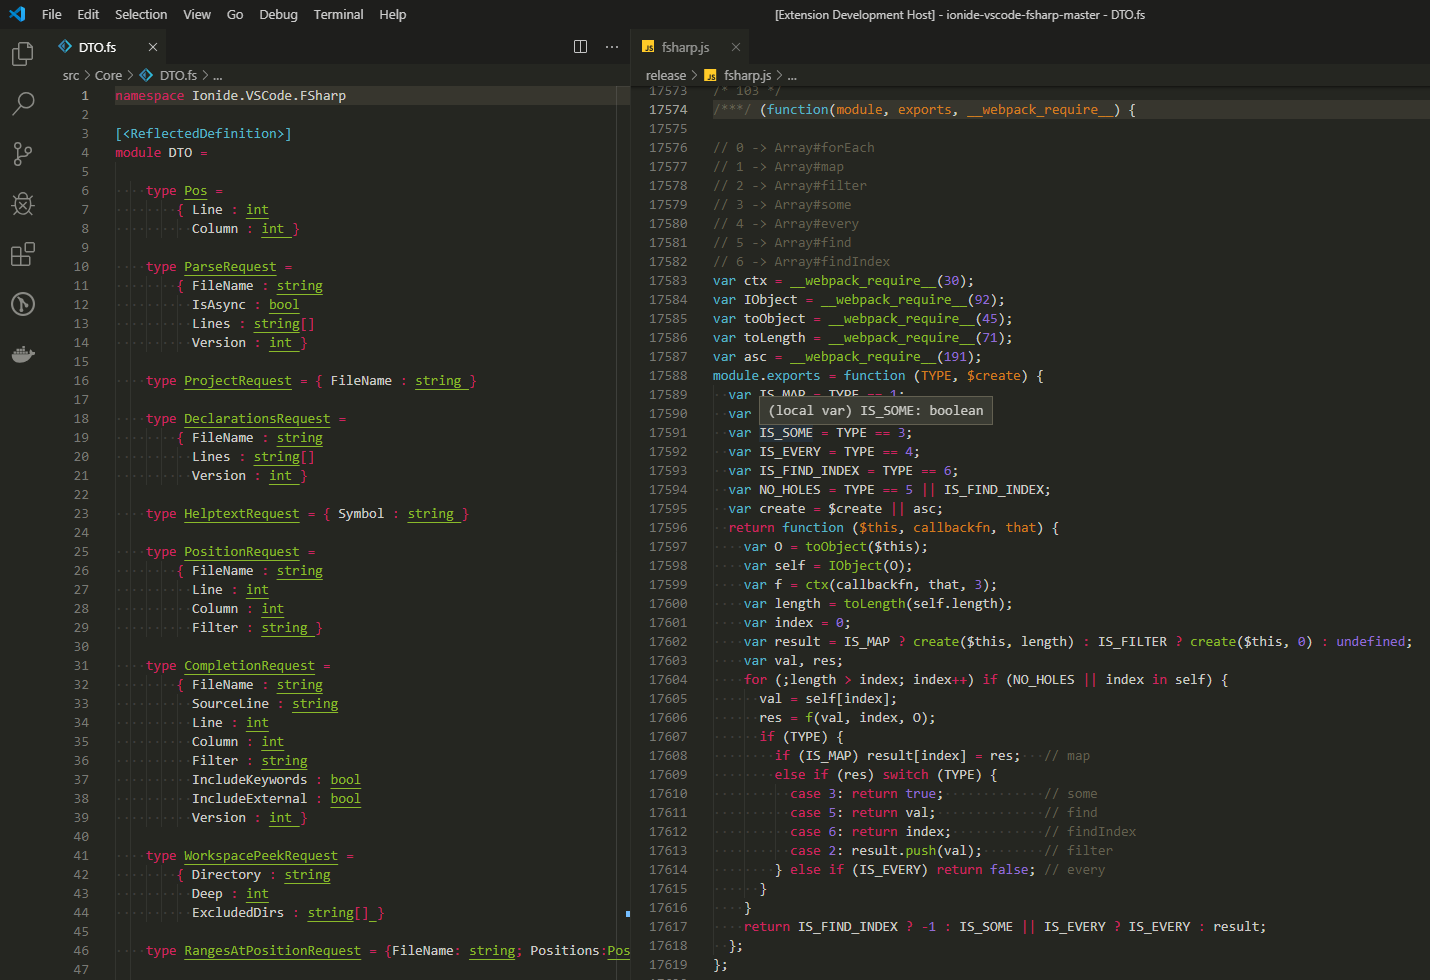 File Edit Selection View Go Debug Terminal Help
[Extension Development Host] - ionide-vscode-fsharp-master - DTO.fs
DTO.fs
src > Core > DTO.fs > ...
1 namespace Ionide.VSCode.FSharp
2
3 [<ReflectedDefinition>]
4 module DTO =
5
6 type Pos =
7 { Line : int
8 Column : int }
9
10 type ParseRequest =
11 { FileName : string
12 IsAsync : bool
13 Lines : string[]
14 Version : int }
15
16 type ProjectRequest = { FileName : string }
17
18 type DeclarationsRequest =
19 { FileName : string
20 Lines : string[]
21 Version : int }
22
23 type HelptextRequest = { Symbol : string }
24
25 type PositionRequest =
26 { FileName : string
27 Line : int
28 Column : int
29 Filter : string }
30
31 type CompletionRequest =
32 { FileName : string
33 SourceLine : string
34 Line : int
35 Column : int
36 Filter : string
37 IncludeKeywords : bool
38 IncludeExternal : bool
39 Version : int }
40
41 type WorkspacePeekRequest =
42 { Directory : string
43 Deep : int
44 ExcludedDirs : string[] }
45
46 type RangesAtPositionRequest = {FileName: string; Positions:Pos
47
JS fsharp.js
release > JS fsharp.js > ...
17573 /* 103 */
17574 /***/ (function(module, exports, __webpack_require__) {
17575
17576 // 0 -> Array#forEach
17577 // 1 -> Array#map
17578 // 2 -> Array#filter
17579 // 3 -> Array#some
17580 // 4 -> Array#every
17581 // 5 -> Array#find
17582 // 6 -> Array#findIndex
17583 var ctx = __webpack_require__(30);
17584 var IObject = __webpack_require__(92);
17585 var toObject = __webpack_require__(45);
17586 var toLength = __webpack_require__(71);
17587 var asc = __webpack_require__(191);
17588 module.exports = function (TYPE, $create) {
17589 var IS_MAP = TYPE == 1;
17590 var
(local var) IS_SOME: boolean
17591 var IS_SOME = TYPE == 3;
17592 var IS_EVERY = TYPE == 4;
17593 var IS_FIND_INDEX = TYPE == 6;
17594 var NO_HOLES = TYPE == 5 || IS_FIND_INDEX;
17595 var create = $create || asc;
17596 return function ($this, callbackfn, that) {
17597 var O = toObject($this);
17598 var self = IObject(O);
17599 var f = ctx(callbackfn, that, 3);
17600 var length = toLength(self.length);
17601 var index = 0;
17602 var result = IS_MAP ? create($this, length) : IS_FILTER ? create($this, 0) : undefined;
17603 var val, res;
17604 for (;length > index; index++) if (NO_HOLES || index in self) {
17605 val = self[index];
17606 res = f(val, index, O);
17607 if (TYPE) {
17608 if (IS_MAP) result[index] = res; // map
17609 else if (res) switch (TYPE) {
17610 case 3: return true; // some
17611 case 5: return val; // find
17612 case 6: return index; // findIndex
17613 case 2: result.push(val); // filter
17614 } else if (IS_EVERY) return false; // every
17615 }
17616 }
17617 return IS_FIND_INDEX ? -1 : IS_SOME || IS_EVERY ? IS_EVERY : result;
17618 };
17619 };